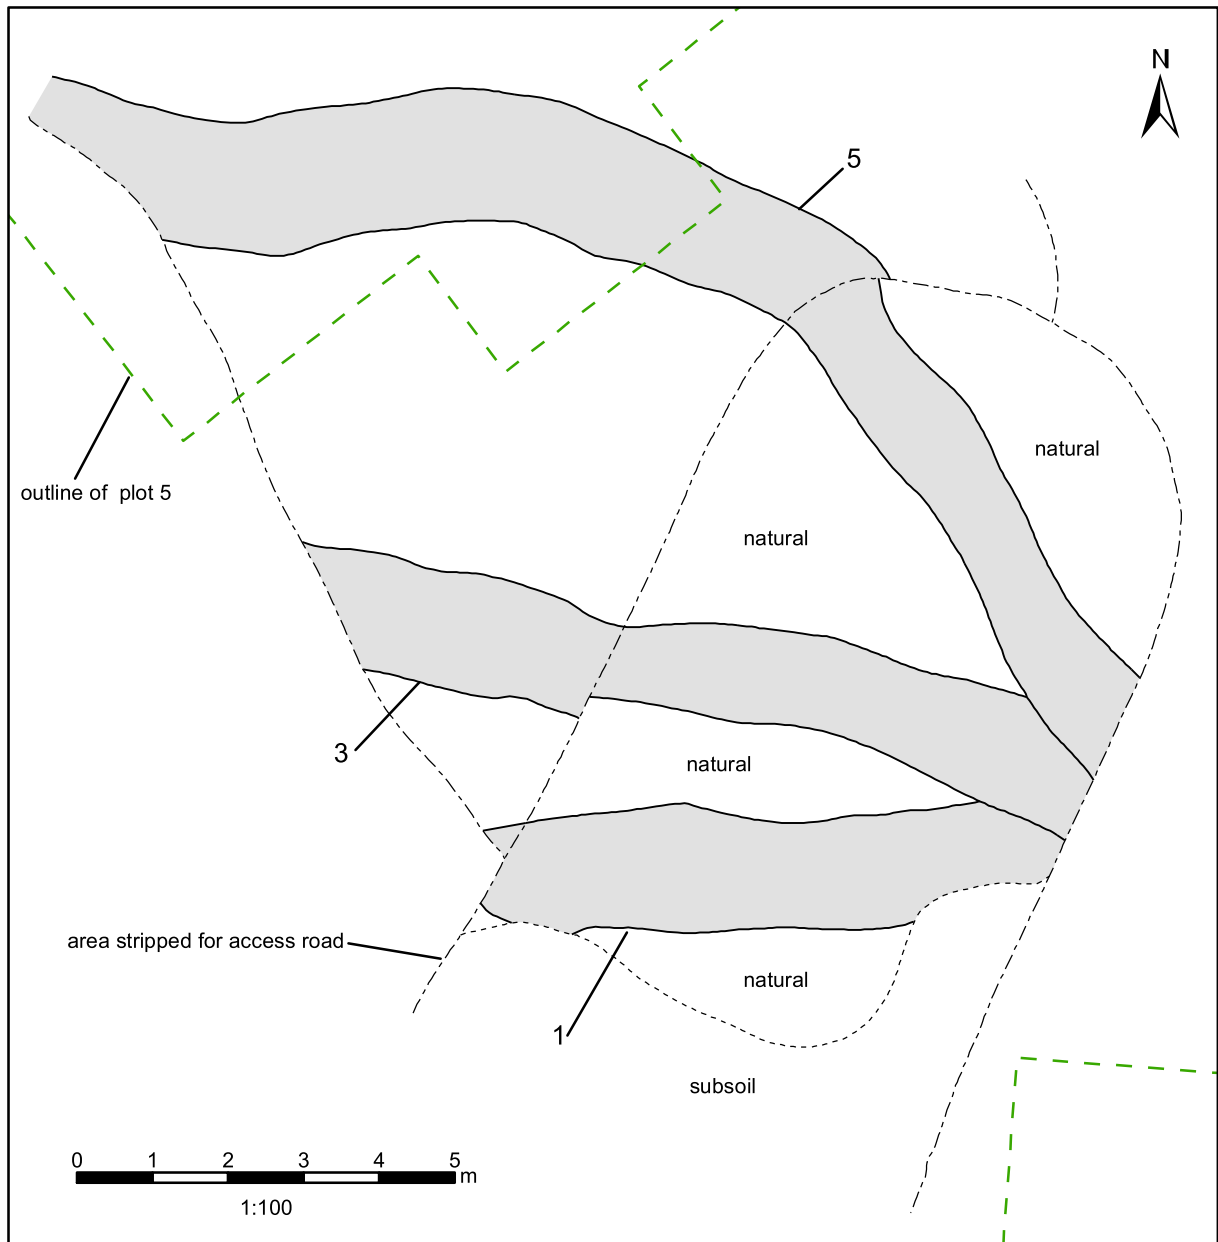 N
5
natural
outline of plot 5
natural
3
natural
area stripped for access road
natural
1
subsoil
0 1 2 3 4 5 m
1:100